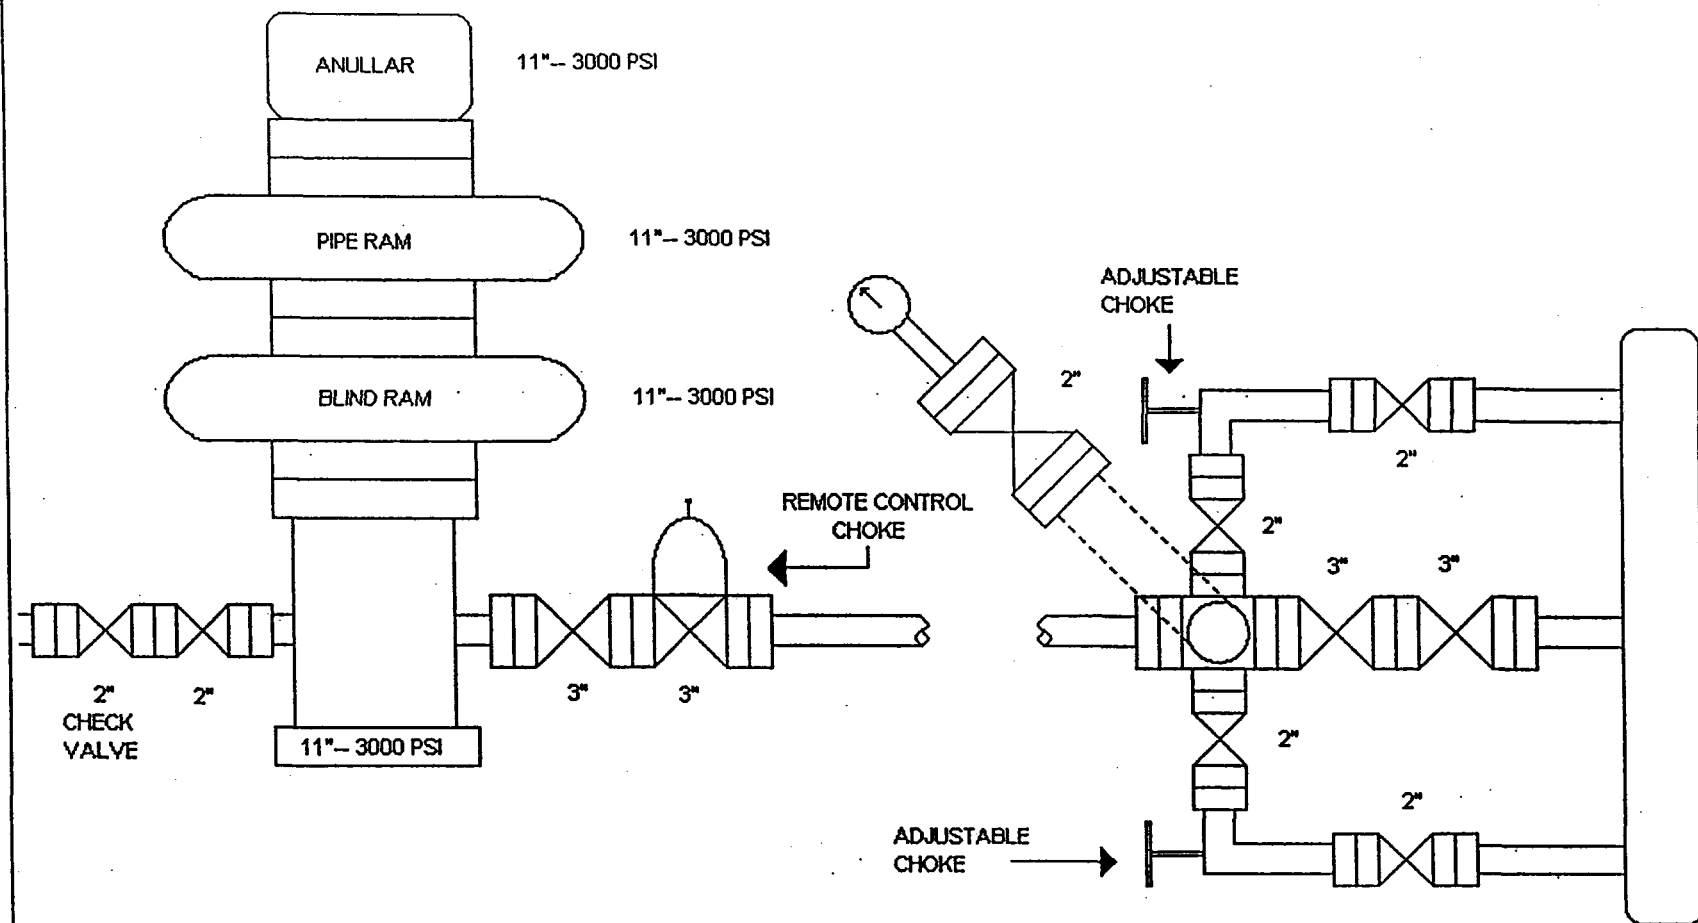 ANULLAR
11"-- 3000 PSI
PIPE RAM
11"-- 3000 PSI
BLIND RAM
11"-- 3000 PSI
ADJUSTABLE
CHOKE
2"
2"
REMOTE CONTROL
CHOKE
2"
3"
3"
2"
CHECK
VALVE
2"
3"
3"
11"-- 3000 PSI
2"
2"
ADJUSTABLE
CHOKE